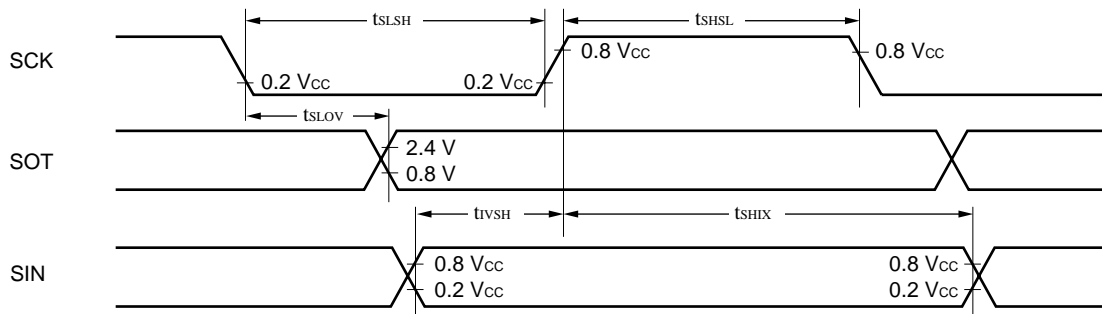 tSLSH tSHSL
SCK 0.8 VCC 0.8 VCC
0.2 VCC 0.2 VCC
tSLOV
SOT 2.4 V
0.8 V
tIVSH tSHIX
SIN 0.8 VCC 0.8 VCC
0.2 VCC 0.2 VCC